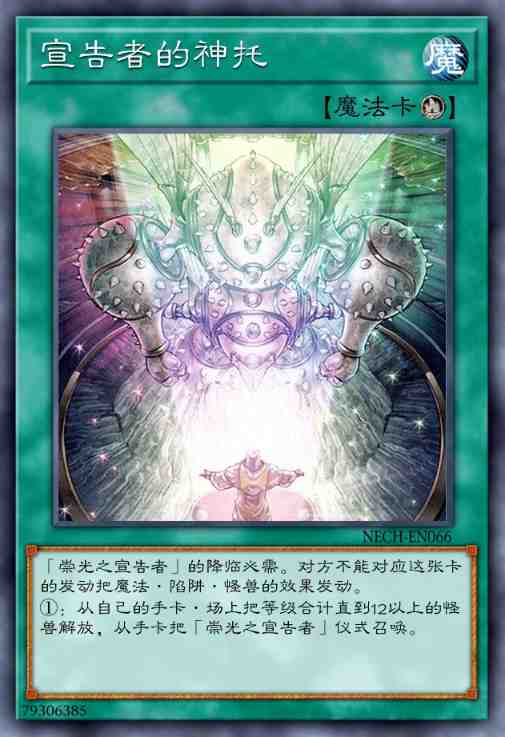 宣告者的神托
魔
【魔法卡】
NECH-EN066
「崇光之宣告者」的降临必需。对方不能对应这张卡
的发动把魔法·陷阱·怪兽的效果发动。
①：从自己的手卡·场上把等级合计直到12以上的怪
兽解放，从手卡把「崇光之宣告者」仪式召唤。
79306385